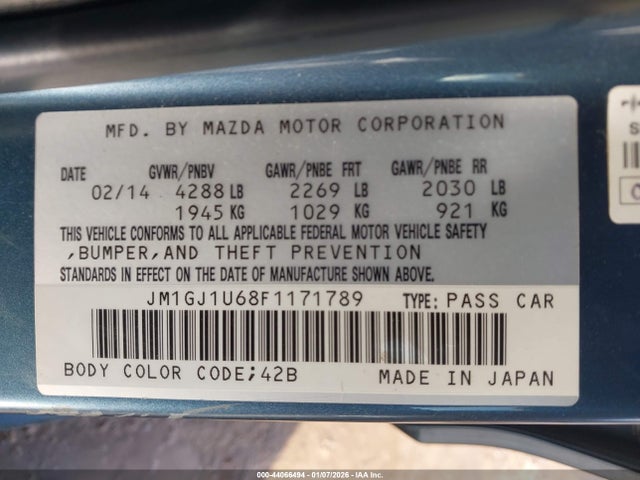 MFD. BY MAZDA MOTOR CORPORATION
DATE GVWR/PNBV GAWR/PNBE FRT GAWR/PNBE RR
02/14 4288 LB 2269 LB 2030 LB
1945 KG 1029 KG 921 KG
THIS VEHICLE CONFORMS TO ALL APPLICABLE FEDERAL MOTOR VEHICLE SAFETY
,BUMPER,AND THEFT PREVENTION
STANDARDS IN EFFECT ON THE DATE OF MANUFACTURE SHOWN ABOVE.
JM1GJ1U68F1171789 TYPE: PASS CAR
BODY COLOR CODE;42B MADE IN JAPAN
000-44066494 - 01/07/2026 - IAAI.COM